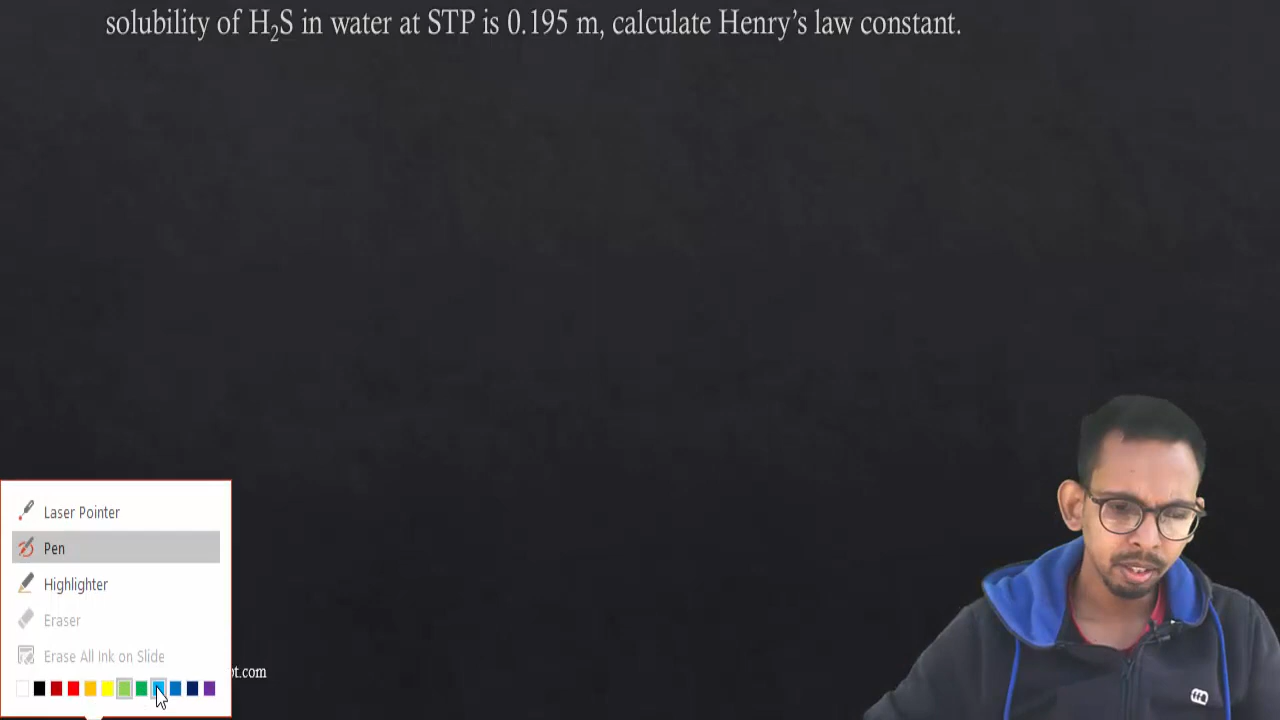 solubility of H₂S in water at STP is 0.195 m, calculate Henry's law constant.
Laser Pointer
Pen
Highlighter
Eraser
Erase All Ink on Slide